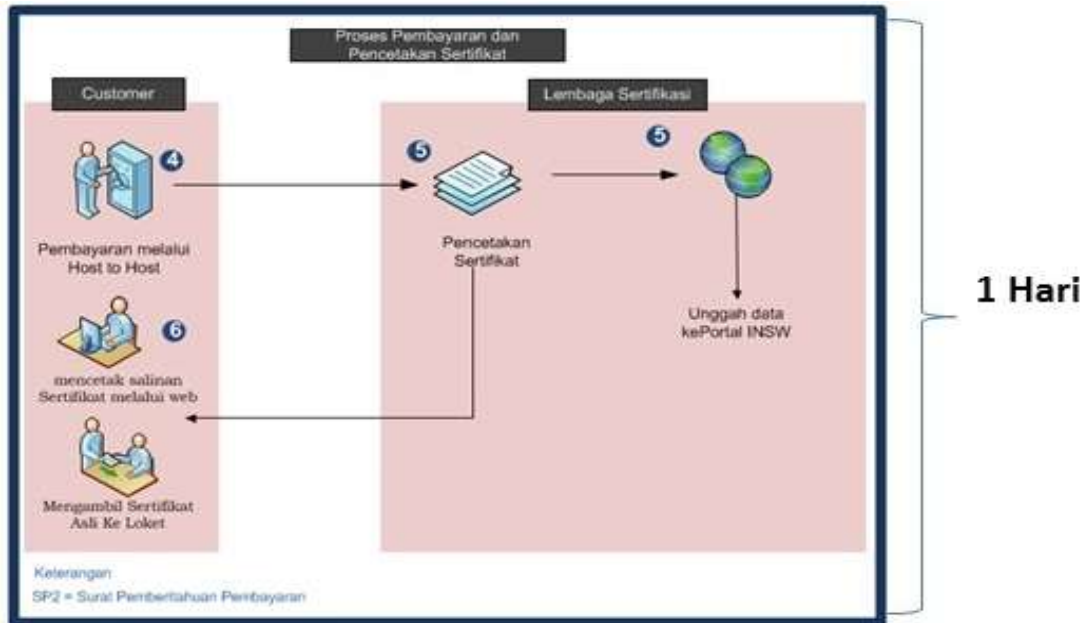 Proses Pembayaran dan
Pencetakan Sertifikat
Customer
Lembaga Sertifikasi
4
5
5
Pembayaran melalui
Host to Host
Pencetakan
Sertifikat
Unggah data
kePortal INSW
1 Hari
6
mencetak salinan
Sertifikat melalui web
Mengambil Sertifikat
Asli Ke Loket
Keterangan
SP2 = Surat Pemberitahuan Pembayaran